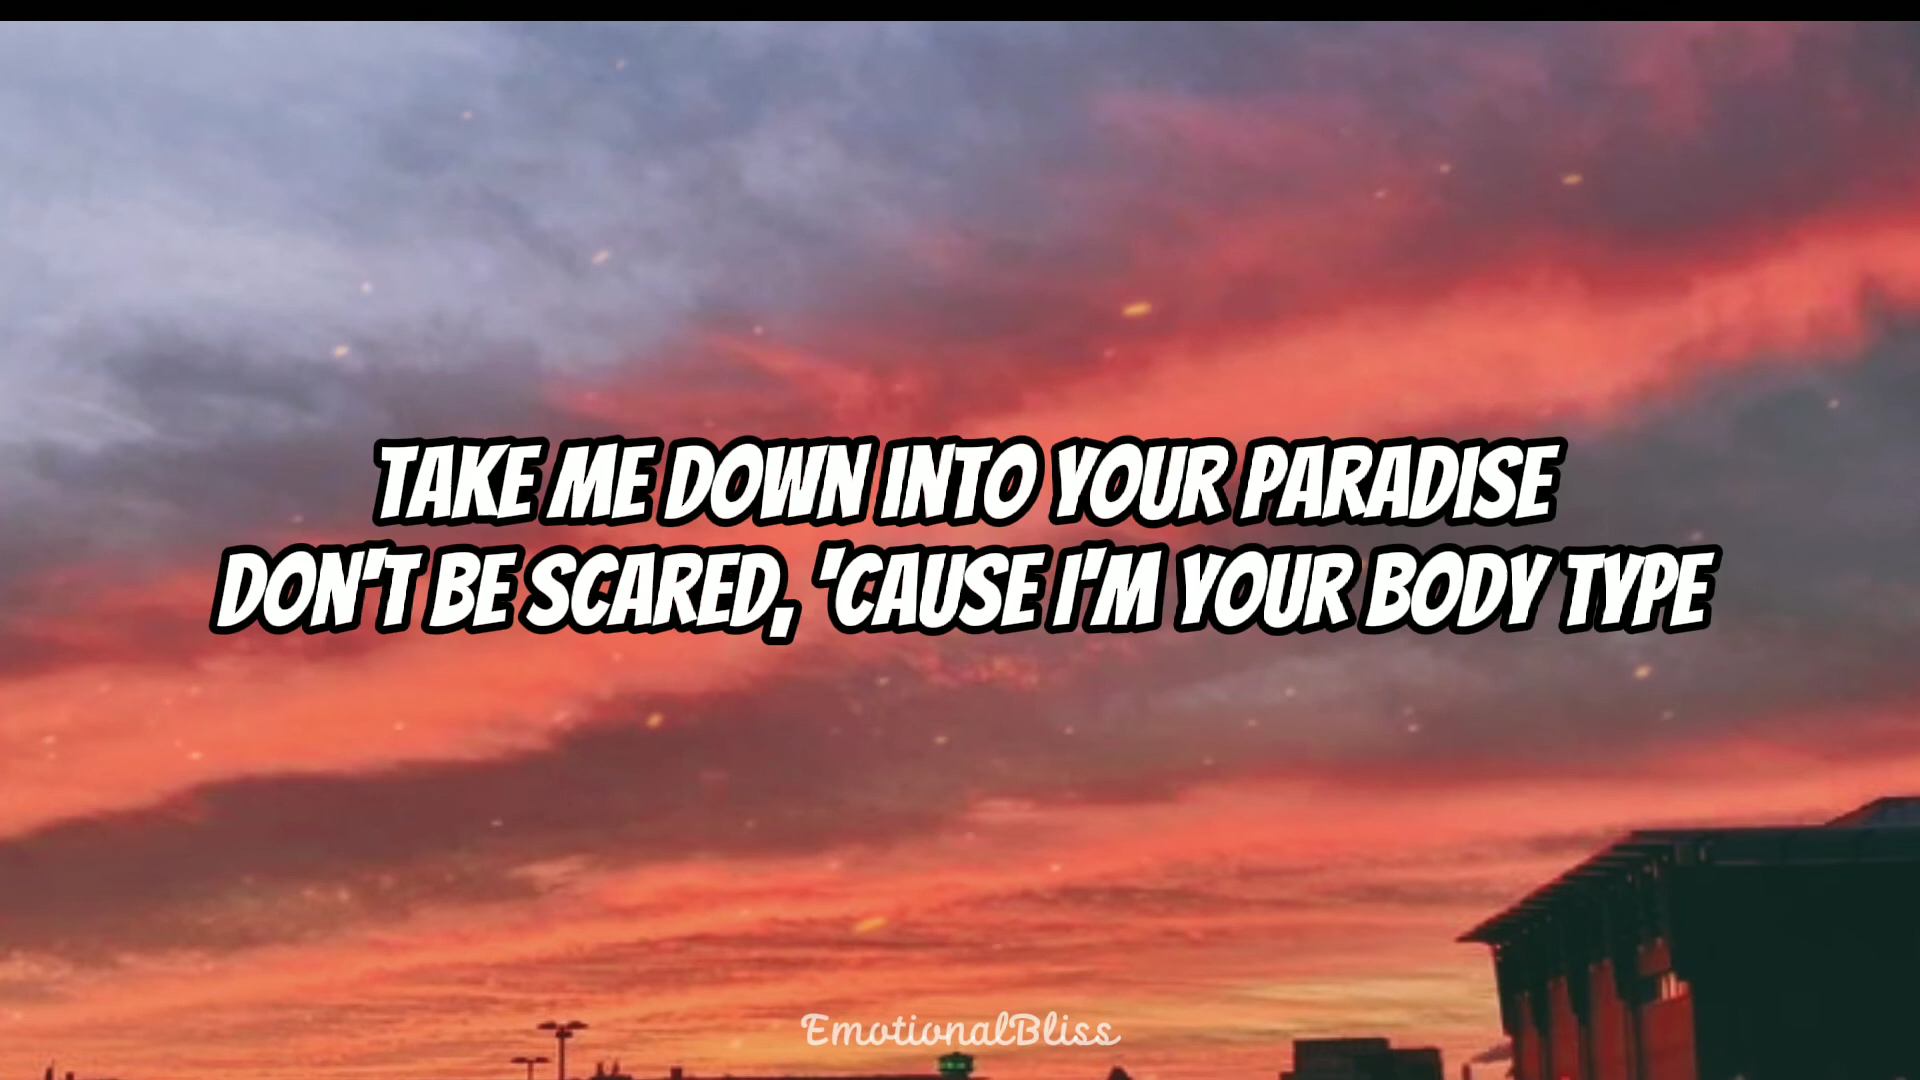 TAKE ME DOWN INTO YOUR PARADISE
DON'T BE SCARED, 'CAUSE I'M YOUR BODY TYPE
EmotionalBliss